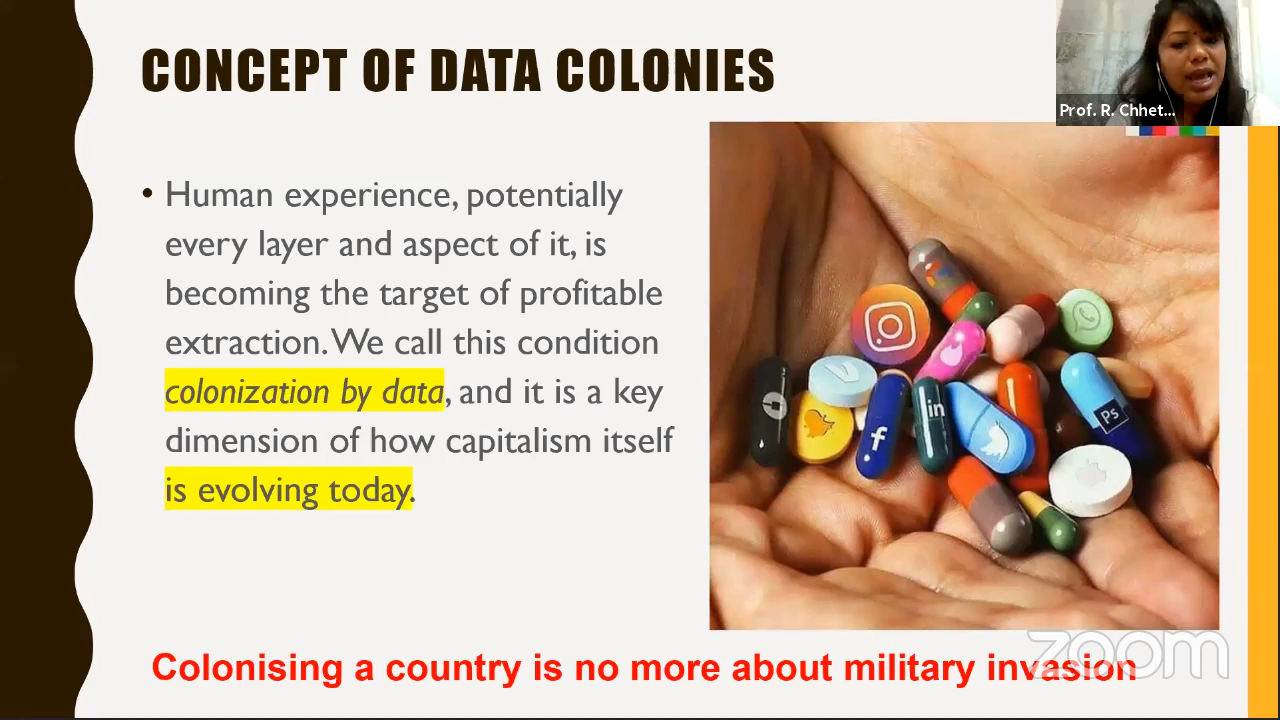 CONCEPT OF DATA COLONIES
Prof. R. Chhet...
• Human experience, potentially
every layer and aspect of it, is
becoming the target of profitable
extraction. We call this condition
colonization by data, and it is a key
dimension of how capitalism itself
is evolving today.
f
in
Ps
Colonising a country is no more about military invasion
zoom